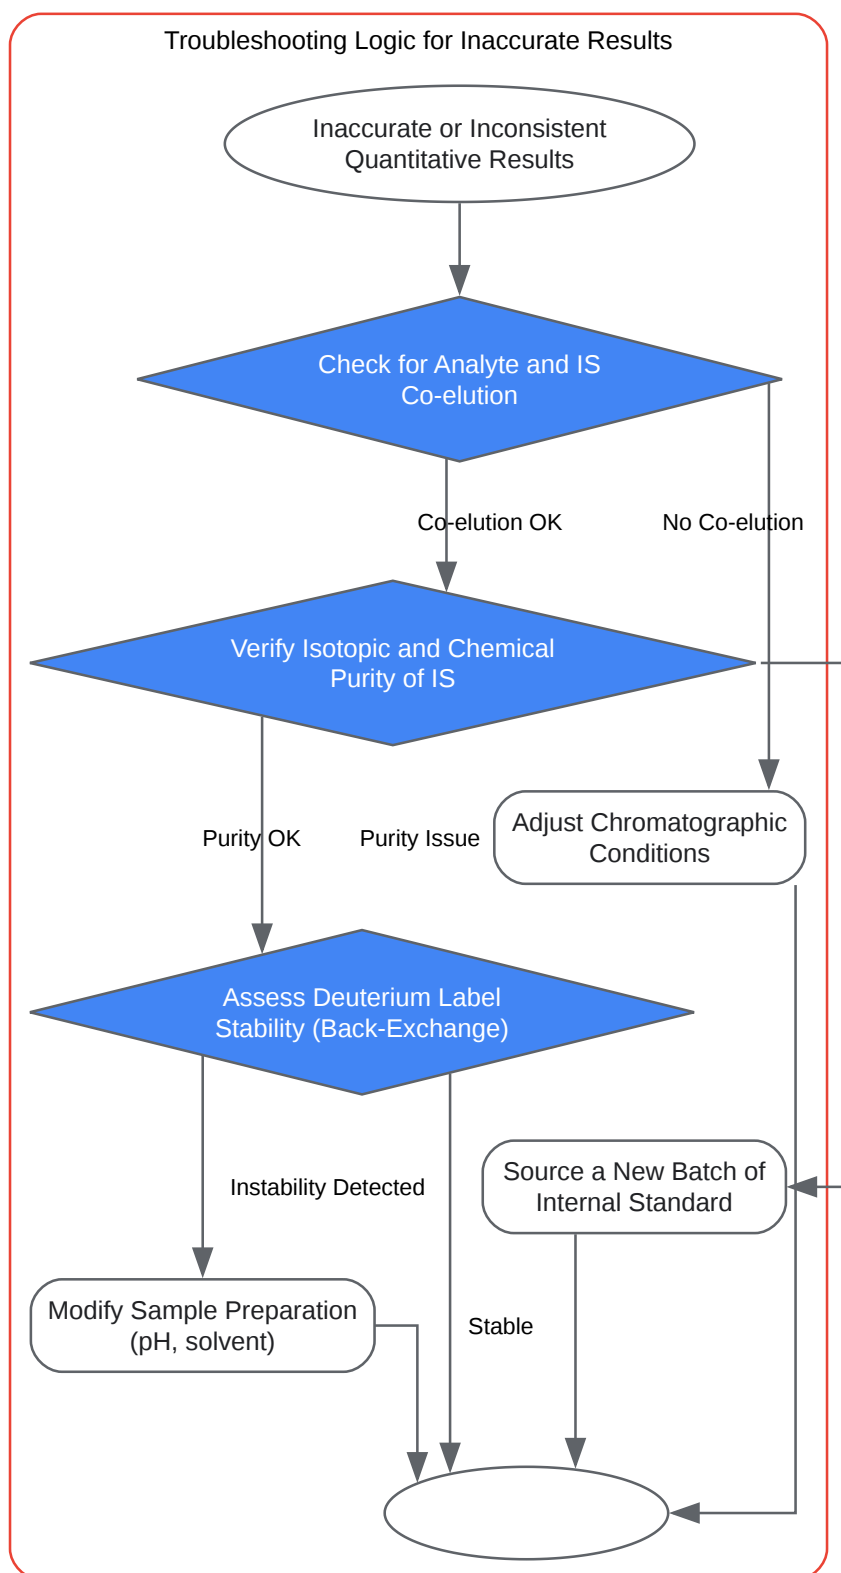 Troubleshooting Logic for Inaccurate Results
Inaccurate or Inconsistent
Quantitative Results
Check for Analyte and IS
Co-elution
Co-elution OK
No Co-elution
Verify Isotopic and Chemical
Purity of IS
Purity OK
Purity Issue
Adjust Chromatographic
Conditions
Assess Deuterium Label
Stability (Back-Exchange)
Instability Detected
Source a New Batch of
Internal Standard
Modify Sample Preparation
(pH, solvent)
Stable